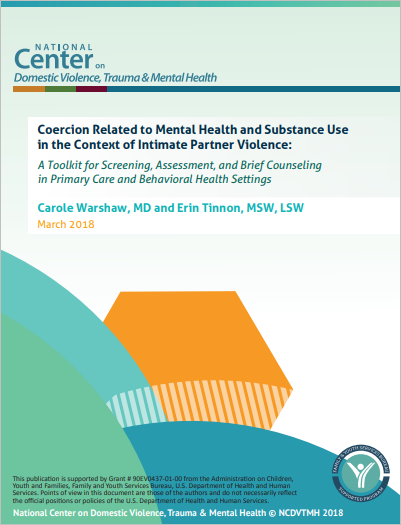 NATIONAL
Center on
Domestic Violence, Trauma & Mental Health
Coercion Related to Mental Health and Substance Use
in the Context of Intimate Partner Violence:
A Toolkit for Screening, Assessment, and Brief Counseling
in Primary Care and Behavioral Health Settings
Carole Warshaw, MD and Erin Tinnon, MSW, LSW
March 2018
FAMILY & YOUTH SERVICES BUREAU
SUPPORTED PROGRAM
This publication is supported by Grant # 90EV0437-01-00 from the Administration on Children,
Youth and Families, Family and Youth Services Bureau, U.S. Department of Health and Human
Services. Points of view in this document are those of the authors and do not necessarily reflect
the official positions or policies of the U.S. Department of Health and Human Services.
National Center on Domestic Violence, Trauma & Mental Health © NCDVTMH 2018